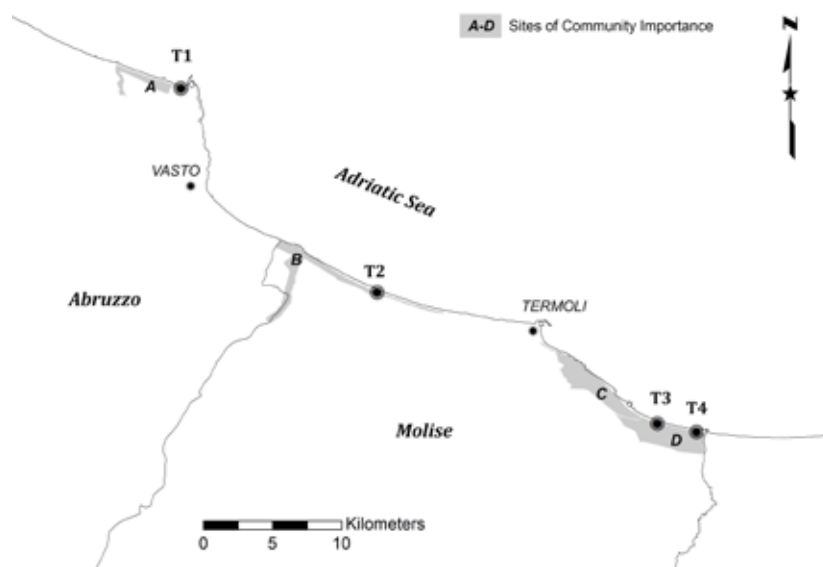 A-D Sites of Community Importance
N
T1
A
VASTO
Adriatic Sea
B
T2
Abruzzo
TERMOLI
C
T3
T4
D
Molise
Kilometers
0 5 10